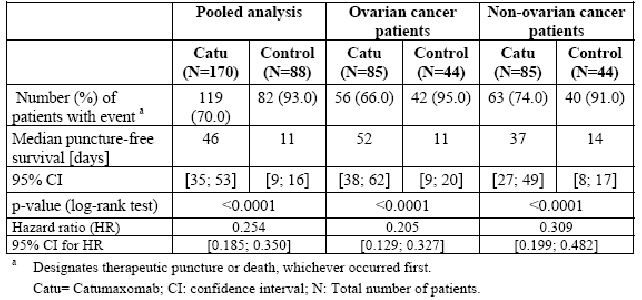 Pooled analysis Ovarian cancer patients Non-ovarian cancer patients
Catu (N=170) Control (N=88) Catu (N=85) Control (N=44) Catu (N=85) Control (N=44)
Number (%) of patients with event a 119 (70.0) 82 (93.0) 56 (66.0) 42 (95.0) 63 (74.0) 40 (91.0)
Median puncture-free survival [days] 46 11 52 11 37 14
95% CI [35; 53] [9; 16] [38; 62] [9; 20] [27; 49] [8; 17]
p-value (log-rank test) <0.0001 <0.0001 <0.0001
Hazard ratio (HR) 0.254 0.205 0.309
95% CI for HR [0.185; 0.350] [0.129; 0.327] [0.199; 0.482]
a Designates therapeutic puncture or death, whichever occurred first.
Catu= Catumaxomab; CI: confidence interval; N: Total number of patients.